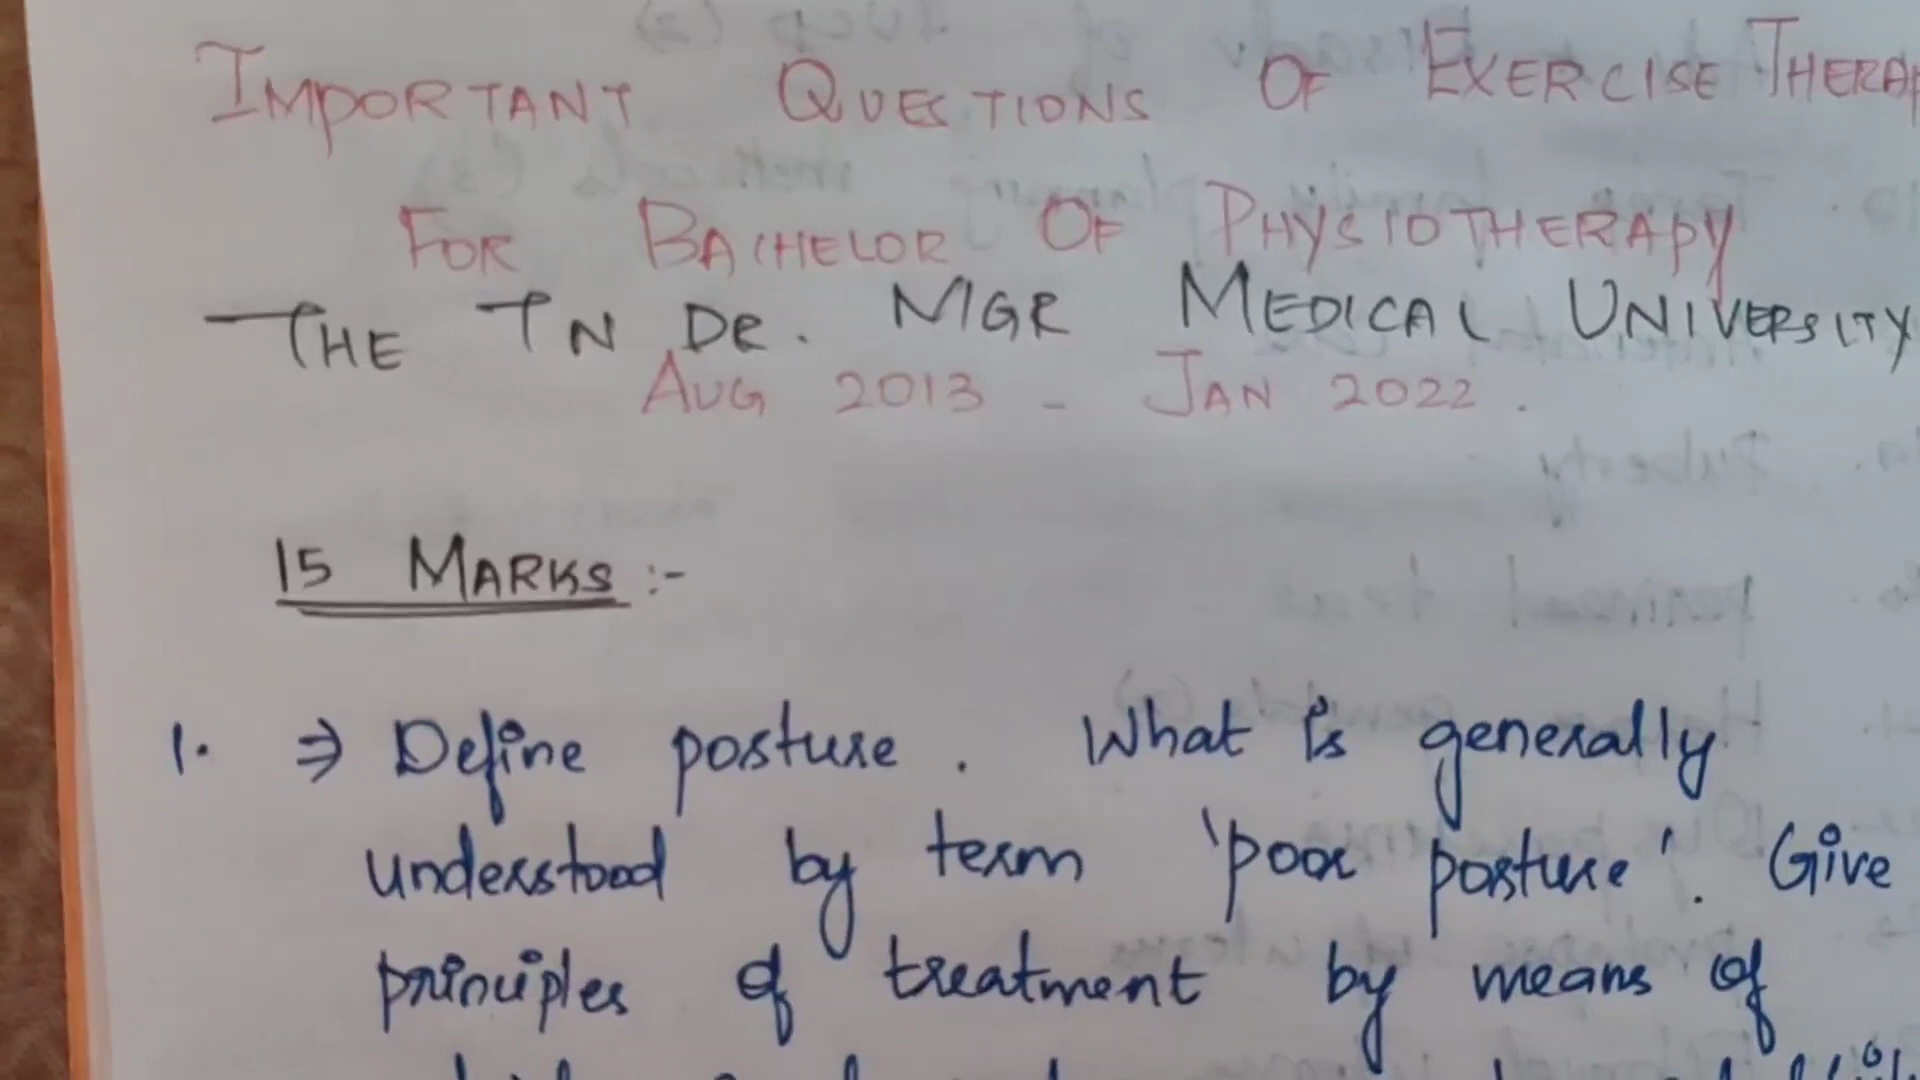 IMPORTANT QUESTIONS OF EXERCISE THERAP
FOR BACHELOR OF PHYSIOTHERAPY
THE TN DR. MGR MEDICAL UNIVERSITY
AUG 2013 - JAN 2022.
15 MARKS :-
1. ⇒ Define posture. What is generally
understood by term 'poor posture'. Give
principles of treatment by means of